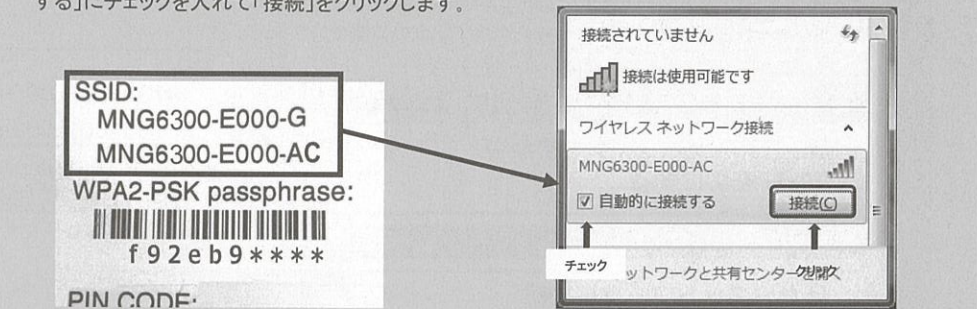 する」にチェックを入れて「接続」をクリックします。
SSID:
MNG6300-E000-G
MNG6300-E000-AC
WPA2-PSK passphrase:
f92eb9****
PIN CODE:
接続されていません
接続は使用可能です
ワイヤレス ネットワーク接続
MNG6300-E000-AC
自動的に接続する
接続(C)
チェック
クリック
ットワークと共有センターを開く